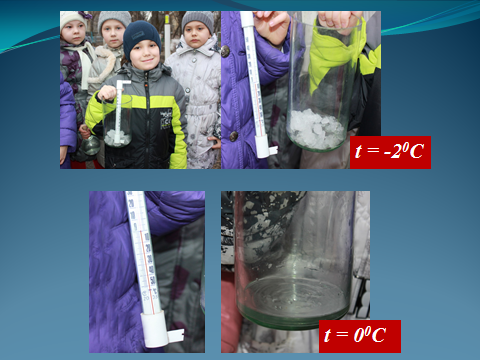 t = -2⁰C
t = 0⁰C